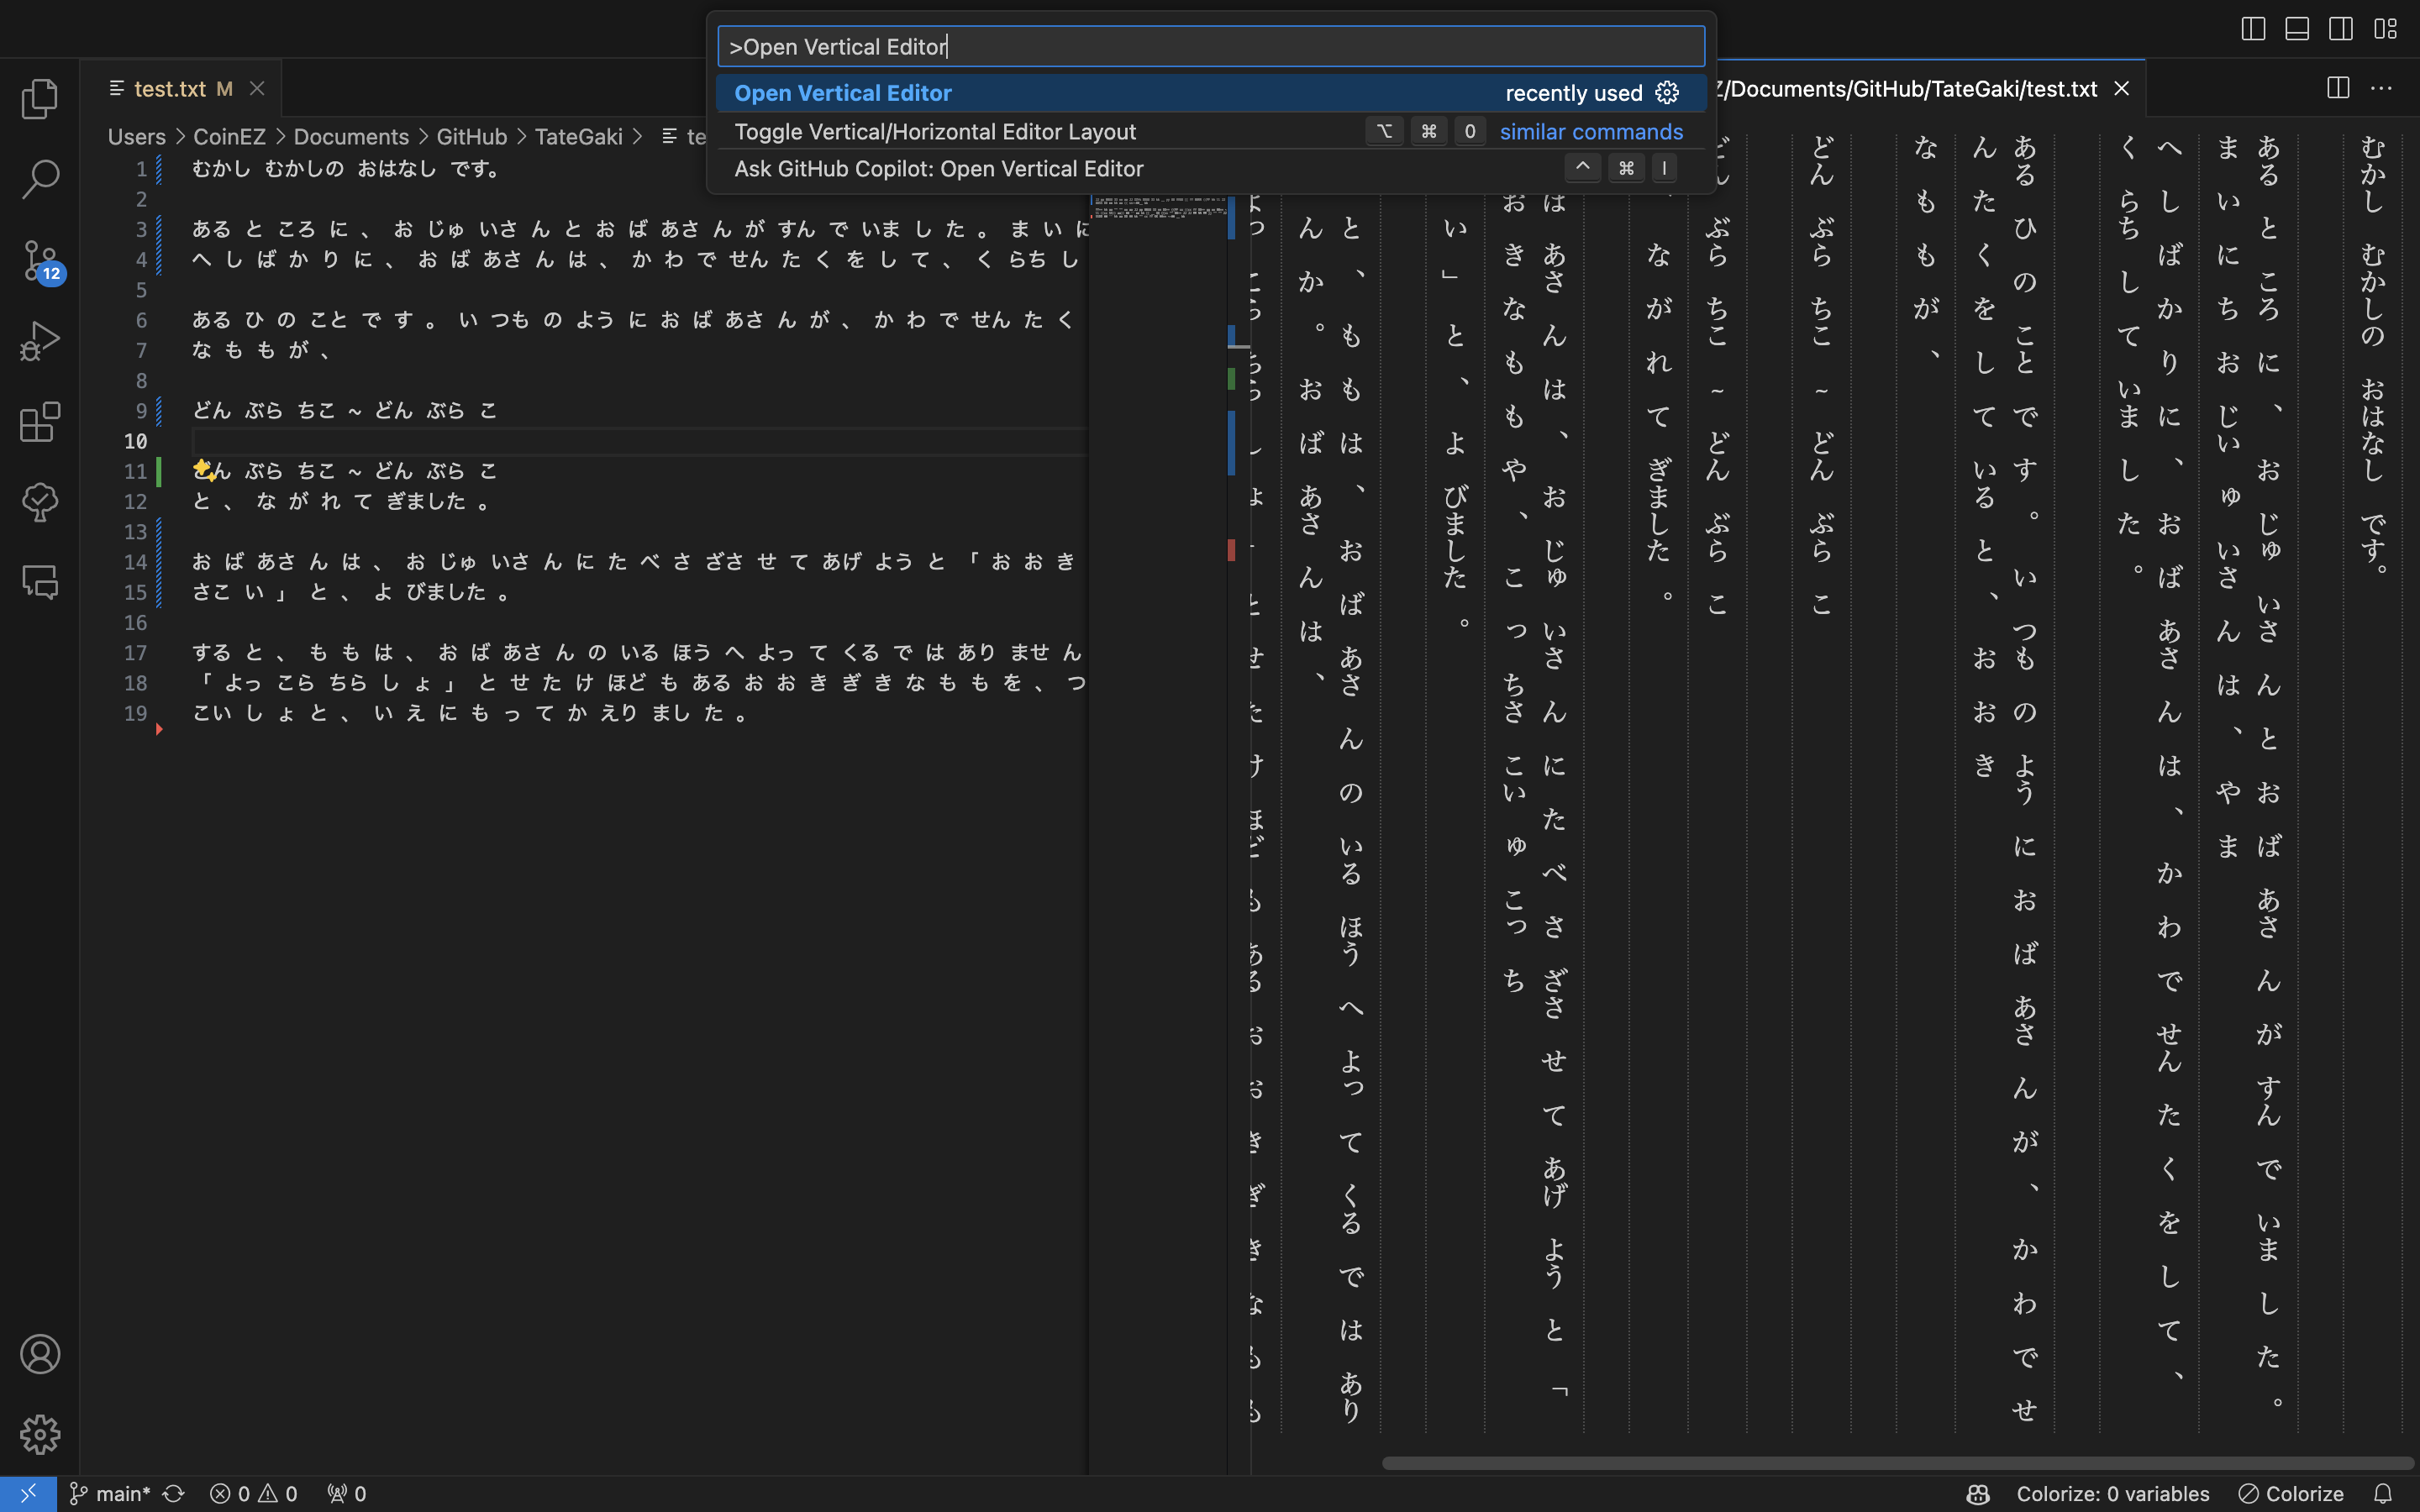 >Open Vertical Editor
Open Vertical Editor
recently used
Toggle Vertical/Horizontal Editor Layout
⌥ ⌘ 0 similar commands
Ask GitHub Copilot: Open Vertical Editor
^ ⌘ I
test.txt M
/Documents/GitHub/TateGaki/test.txt
Users > CoinEZ > Documents > GitHub > TateGaki > te
12
1 むかし むかしの おはなし です。
2
3 ある と ころ に 、 お じゅ いさ ん と お ば あさ ん が すん で いま し た 。 ま い に
4 へ し ば か り に 、 お ば あさ ん は 、 か わ で せん た く を し て 、 く らち し
5
6 ある ひ の こと で す 。 い つも の よう に お ば あさ ん が 、 か わ で せん た く
7 な も も が 、
8
9 どん ぶら ちこ ~ どん ぶら こ
10
11 どん ぶら ちこ ~ どん ぶら こ
12 と 、 な が れ て ぎました 。
13
14 お ば あさ ん は 、 お じゅ いさ ん に た べ さ ざさ せ て あげ よう と 「 お お き
15 さこ い 」 と 、 よ びました 。
16
17 する と 、 も も は 、 お ば あさ ん の いる ほう へ よっ て くる で は あり ませ ん
18 「 よっ こら ちら し ょ 」 と せ た け ほど も ある お お き ぎ き な も も を 、 つ
19 こい し ょ と 、 い え に も っ て か えり まし た 。
むかし むかしの おはなし です。
ある と ころ に 、 お じゅ いさ ん と お ば あさ ん が すん で いま し た 。
ま い に ち お じい ゅ いさ ん は 、 や ま
へ し ば か り に 、 お ば あさ ん は 、 か わ で せん た く を し て 、
く らち し て いま し た 。
ある ひ の こと で す 。 い つも の よう に お ば あさ ん が 、 か わ で せ
ん た く を し て いる と 、 お お き
な も も が 、
どん ぶら ちこ ~ どん ぶら こ
どん ぶら ちこ ~ どん ぶら こ
、 な が れ て ぎました 。
あさ ん は 、 お じゅ いさ ん に た べ さ ざさ せ て あげ よう と 「
お き な も も や 、 こ っ ちさ こい ゅ こっ ち
い 」 と 、 よ びました 。
と 、 も も は 、 お ば あさ ん の いる ほう へ よっ て くる で は あり
ん か 。 お ば あさ ん は 、
main* 0 0 0
Colorize: 0 variables
Colorize